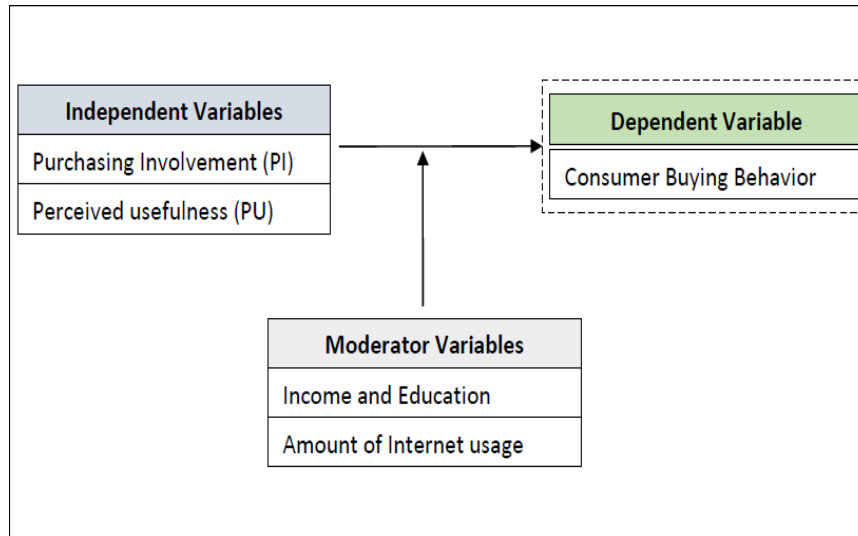 Independent Variables
Purchasing Involvement (PI)
Perceived usefulness (PU)
Dependent Variable
Consumer Buying Behavior
Moderator Variables
Income and Education
Amount of Internet usage